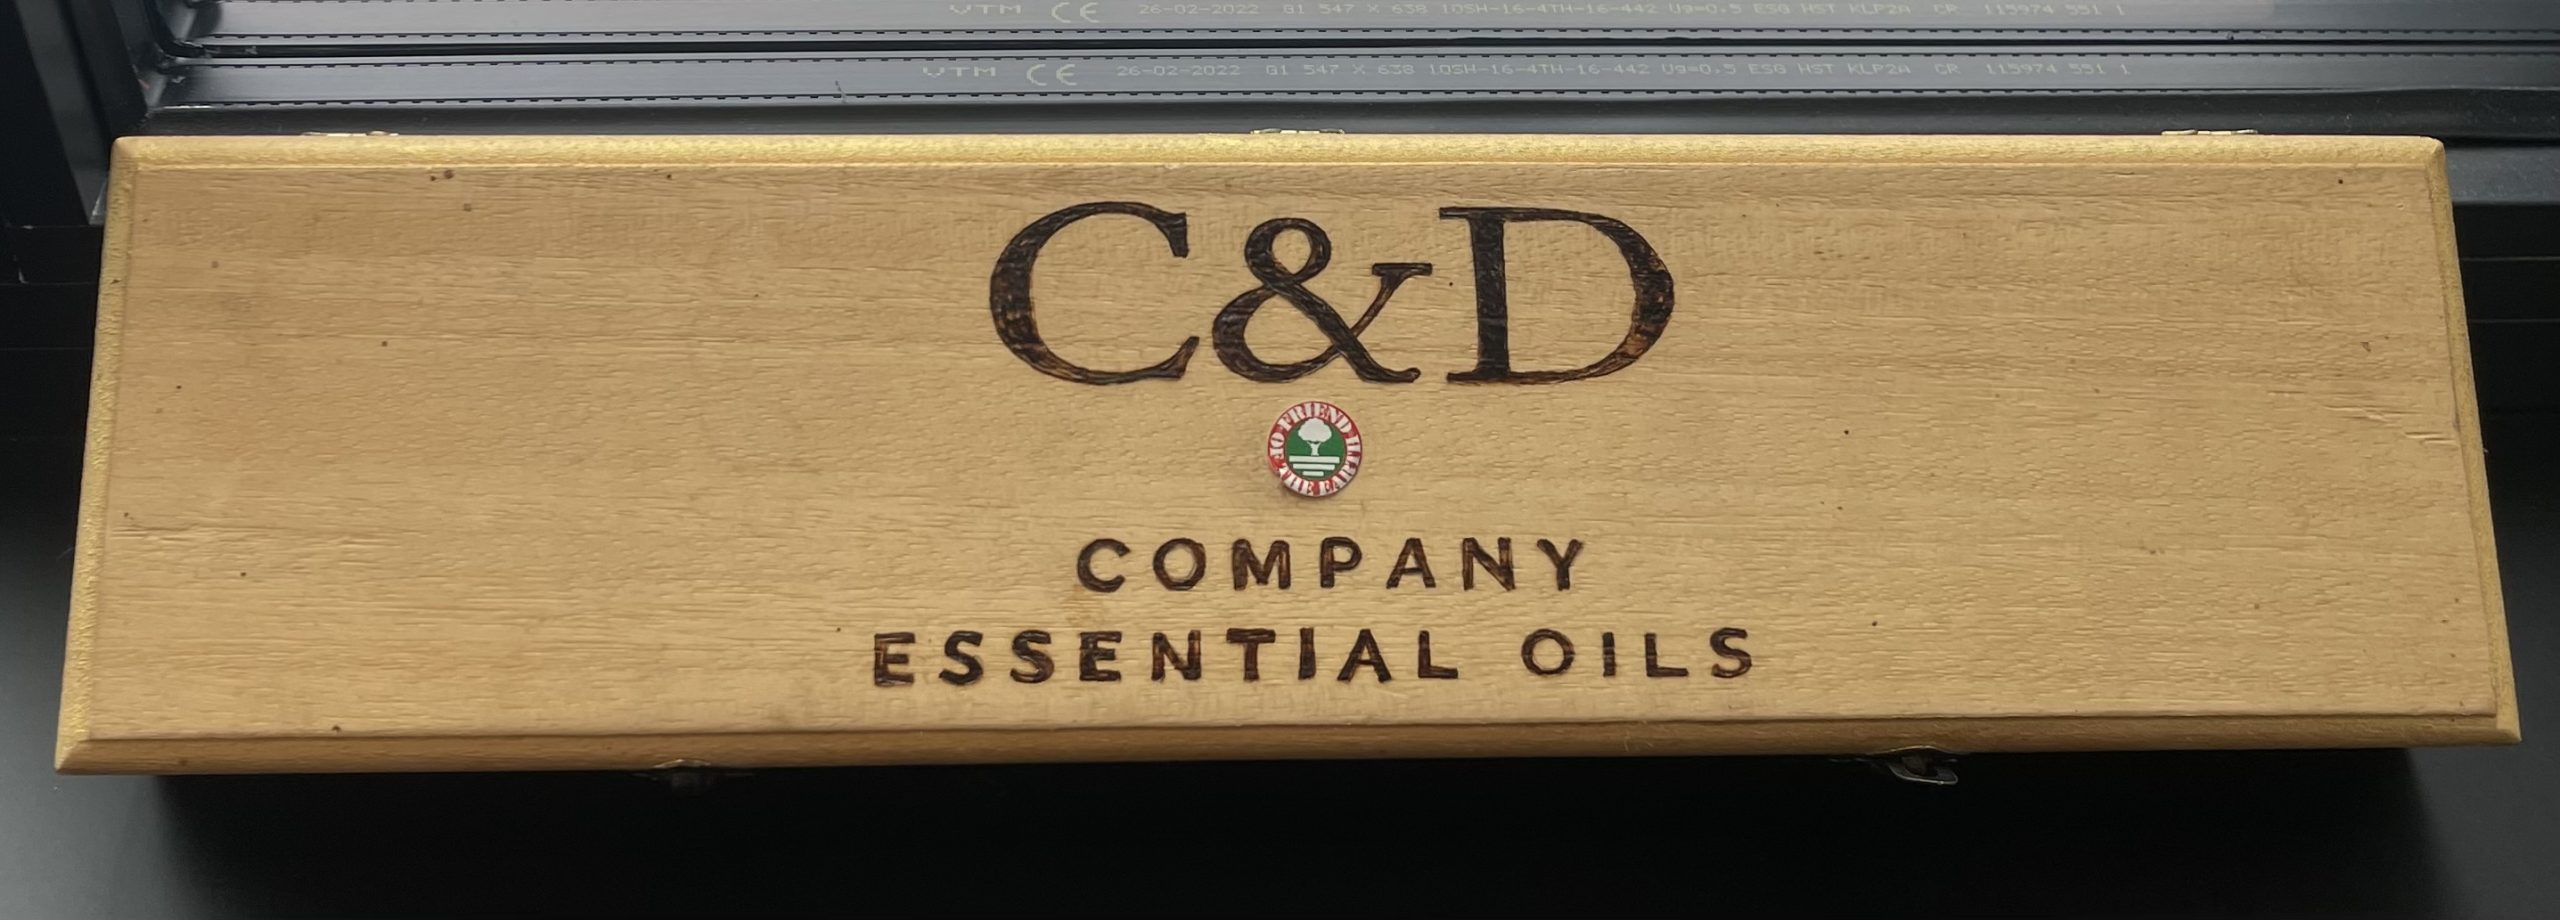 VTM CE 26-02-2022 G1 547 X 638 10SH-16-4TH-16-442 Ug=0,5 ESG HST KLP2A CR 115974 551 1
VTM CE 26-02-2022 G1 547 X 638 10SH-16-4TH-16-442 Ug=0,5 ESG HST KLP2A CR 115974 551 1
C&D
FRIEND OF THE EARTH
COMPANY
ESSENTIAL OILS